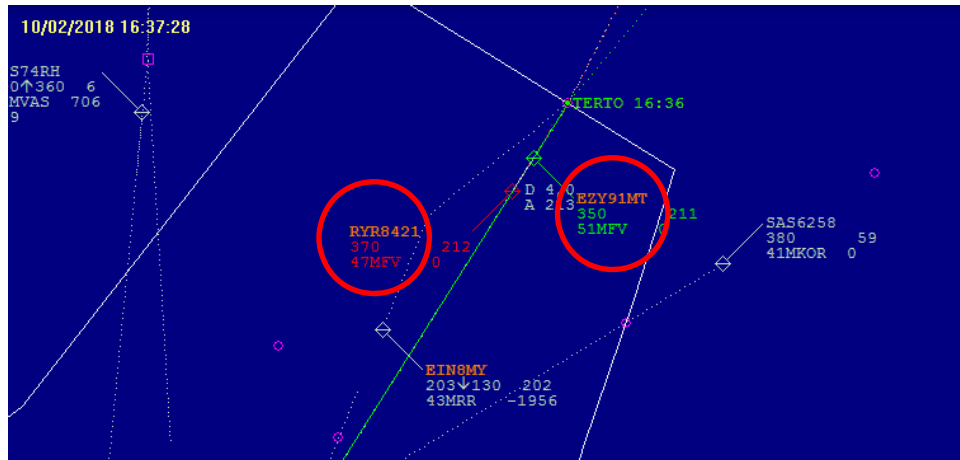 10/02/2018 16:37:28
S74RH
0↑360 6
MVAS 706
9
TERTO 16:36
D 4.0
A 213
EZY91MT
350 211
51MFV 0
RYR8421
370 212
47MFV 0
SAS6258
380 59
41MKOR 0
EIN8MY
203↓130 202
43MRR -1956